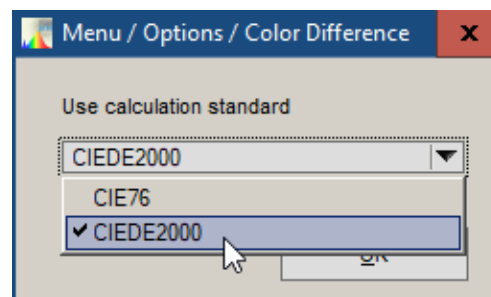 Menu / Options / Color Difference
Use calculation standard
CIEDE2000
CIE76
CIEDE2000